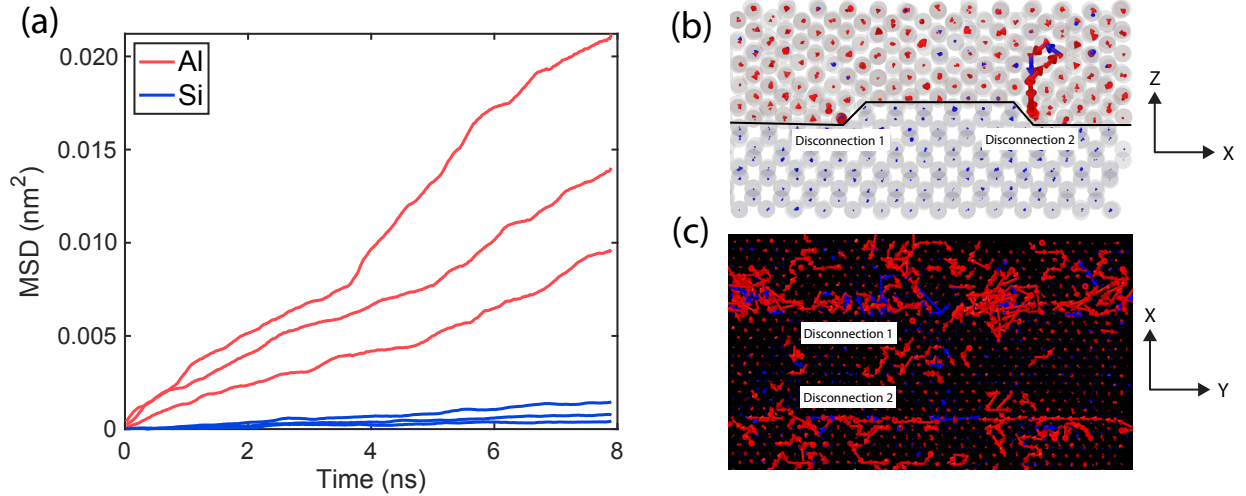 (a)
Al
Si
0.020
0.015
0.010
0.005
0
MSD (nm²)
0
2
4
6
8
Time (ns)
(b)
Disconnection 1
Disconnection 2
Z
X
(c)
Disconnection 1
Disconnection 2
X
Y